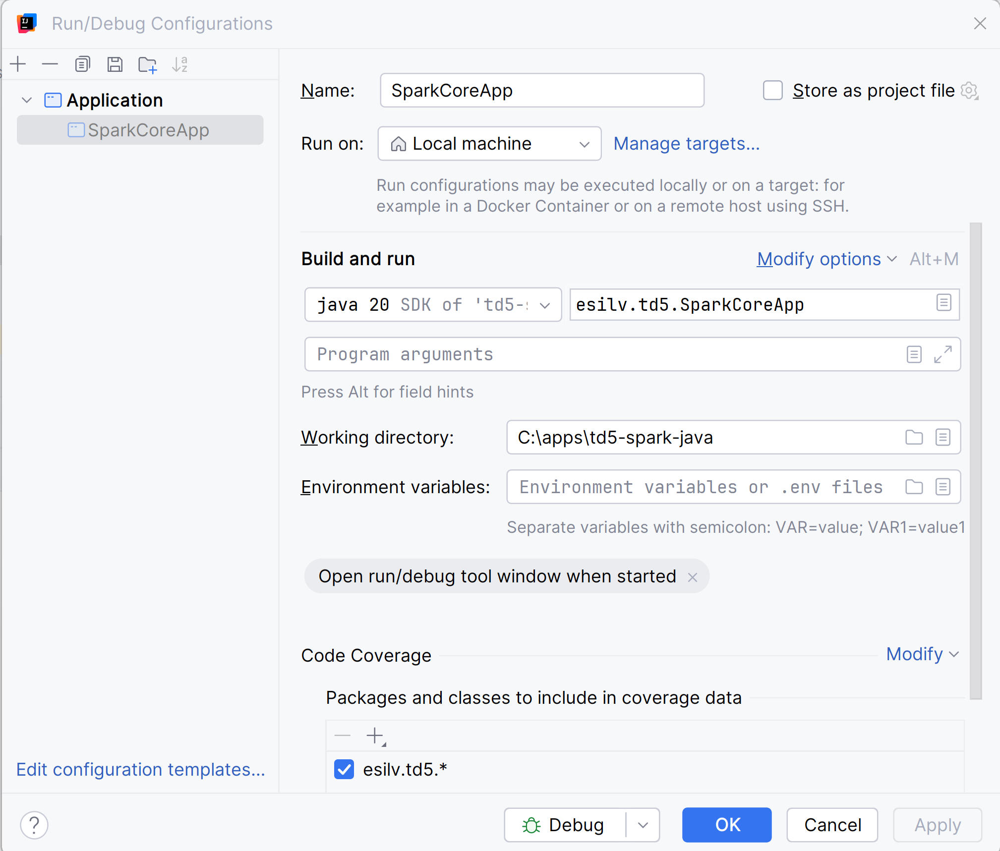 Run/Debug Configurations
Application
SparkCoreApp
Edit configuration templates...
Name: SparkCoreApp Store as project file
Run on: Local machine Manage targets...
Run configurations may be executed locally or on a target: for
example in a Docker Container or on a remote host using SSH.
Build and run Modify options Alt+M
java 20 SDK of 'td5-s esilv.td5.SparkCoreApp
Program arguments
Press Alt for field hints
Working directory: C:\apps\td5-spark-java
Environment variables: Environment variables or .env files
Separate variables with semicolon: VAR=value; VAR1=value1
Open run/debug tool window when started
Code Coverage Modify
Packages and classes to include in coverage data
esilv.td5.*
? Debug OK Cancel Apply